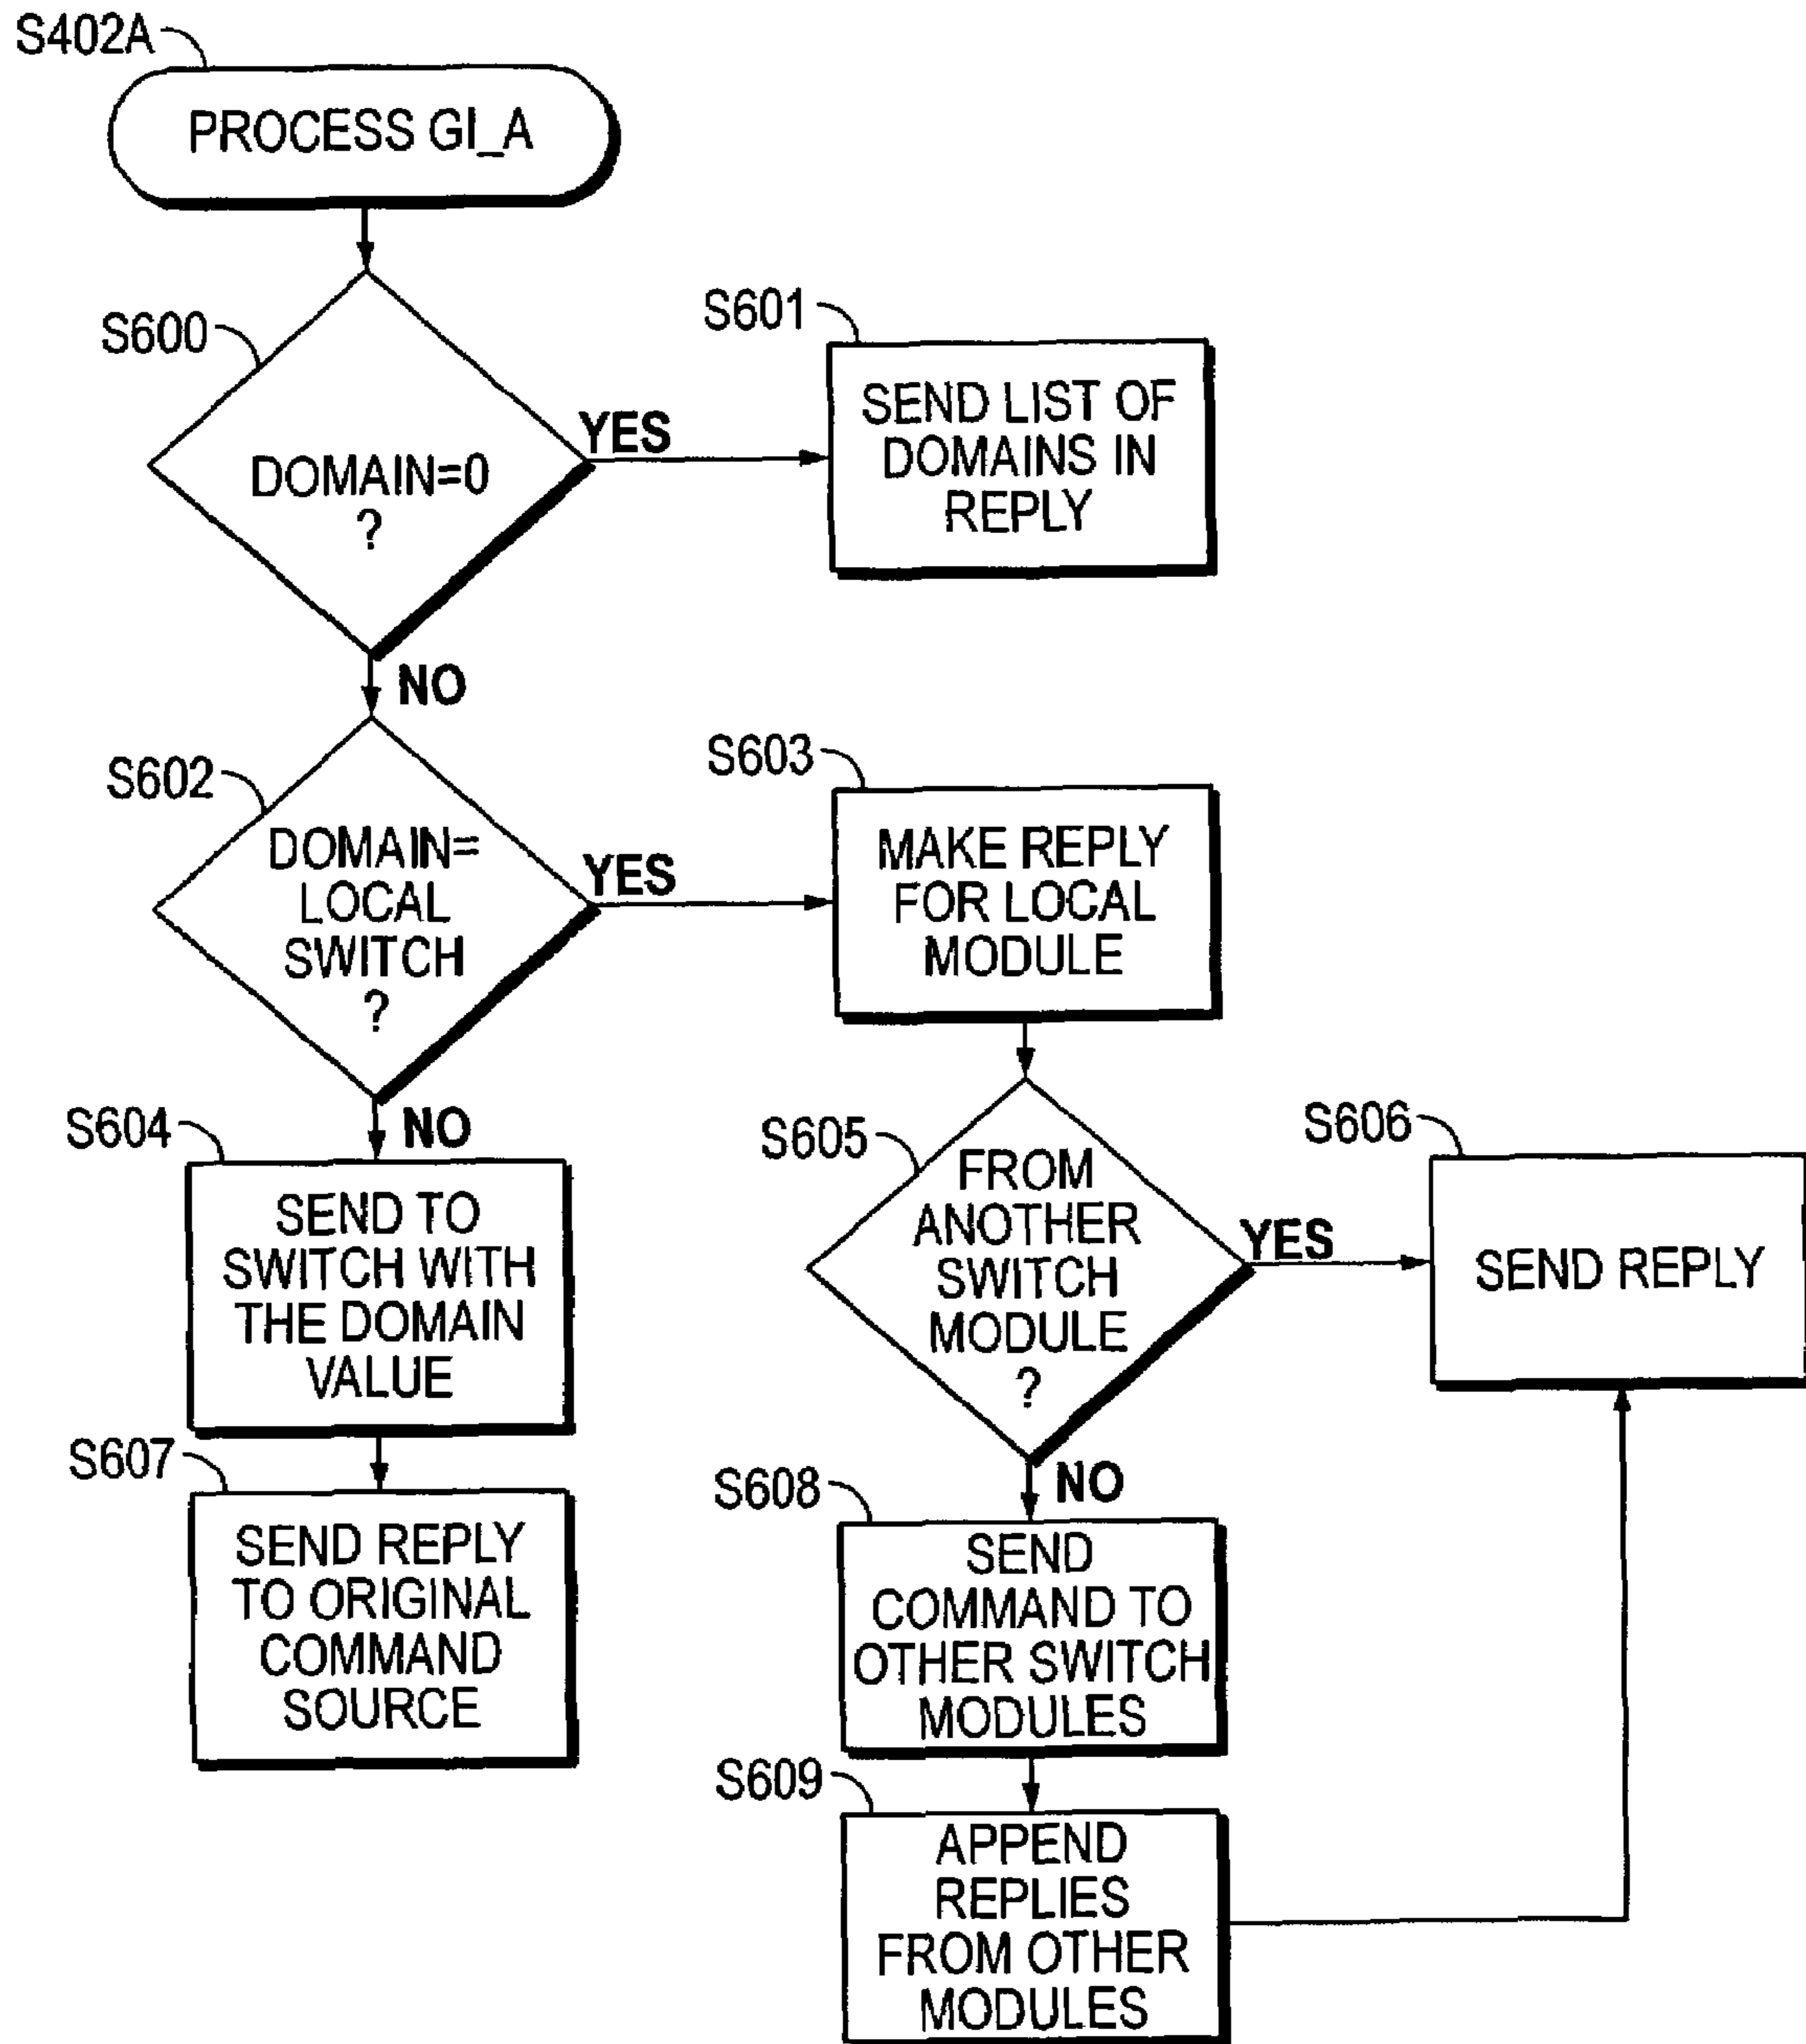 S402A
PROCESS GI_A
S600
DOMAIN=0
?
YES
S601
SEND LIST OF
DOMAINS IN
REPLY
NO
S602
DOMAIN=
LOCAL
SWITCH
?
YES
S603
MAKE REPLY
FOR LOCAL
MODULE
NO
S604
SEND TO
SWITCH WITH
THE DOMAIN
VALUE
S605
FROM
ANOTHER
SWITCH
MODULE
?
YES
S606
SEND REPLY
S607
SEND REPLY
TO ORIGINAL
COMMAND
SOURCE
NO
S608
SEND
COMMAND TO
OTHER SWITCH
MODULES
S609
APPEND
REPLIES
FROM OTHER
MODULES